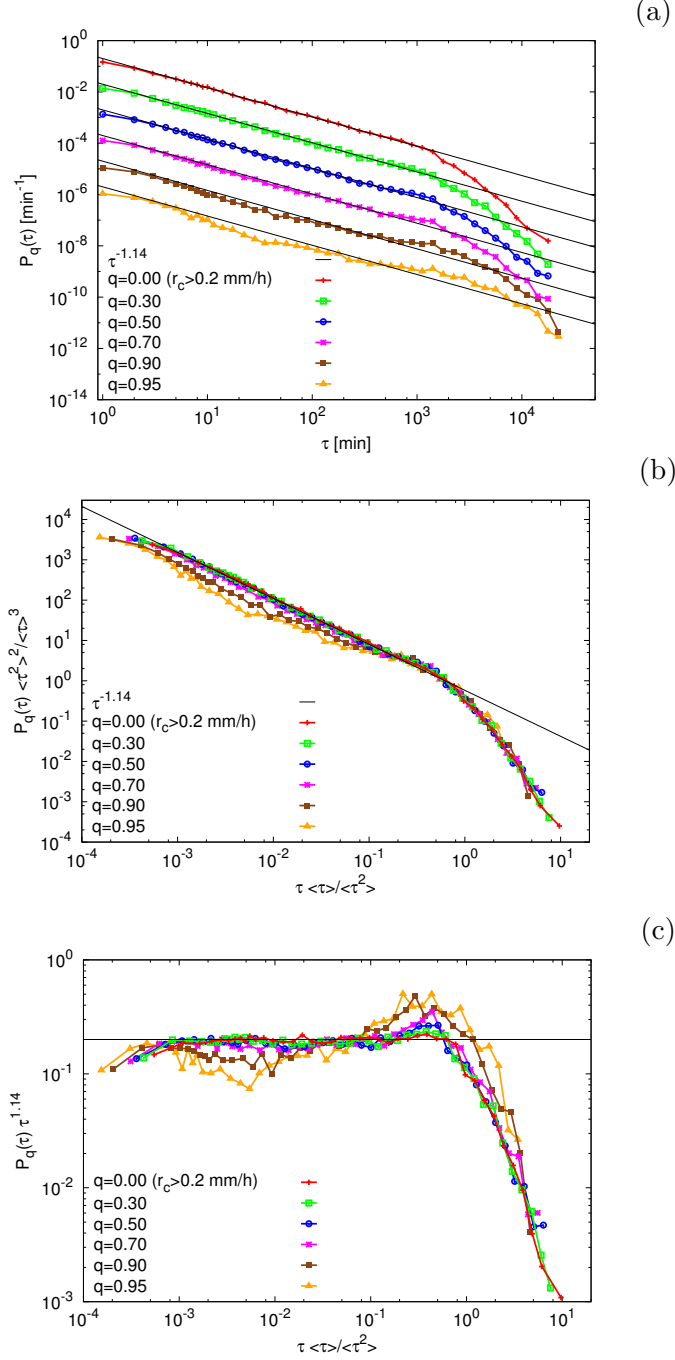 (a)
10^0
10^-2
10^-4
10^-6
10^-8
10^-10
10^-12
10^-14
P_q(τ) [min^-1]
τ^-1.14
q=0.00 (r_c>0.2 mm/h)
q=0.30
q=0.50
q=0.70
q=0.90
q=0.95
10^0 10^1 10^2 10^3 10^4
τ [min]
(b)
10^4
10^3
10^2
10^1
10^0
10^-1
10^-2
10^-3
10^-4
P_q(τ) <τ^2>^2/<τ>^3
τ^-1.14
q=0.00 (r_c>0.2 mm/h)
q=0.30
q=0.50
q=0.70
q=0.90
q=0.95
10^-4 10^-3 10^-2 10^-1 10^0 10^1
τ <τ>/<τ^2>
(c)
10^0
10^-1
10^-2
10^-3
P_q(τ) τ^1.14
q=0.00 (r_c>0.2 mm/h)
q=0.30
q=0.50
q=0.70
q=0.90
q=0.95
10^-4 10^-3 10^-2 10^-1 10^0 10^1
τ <τ>/<τ^2>